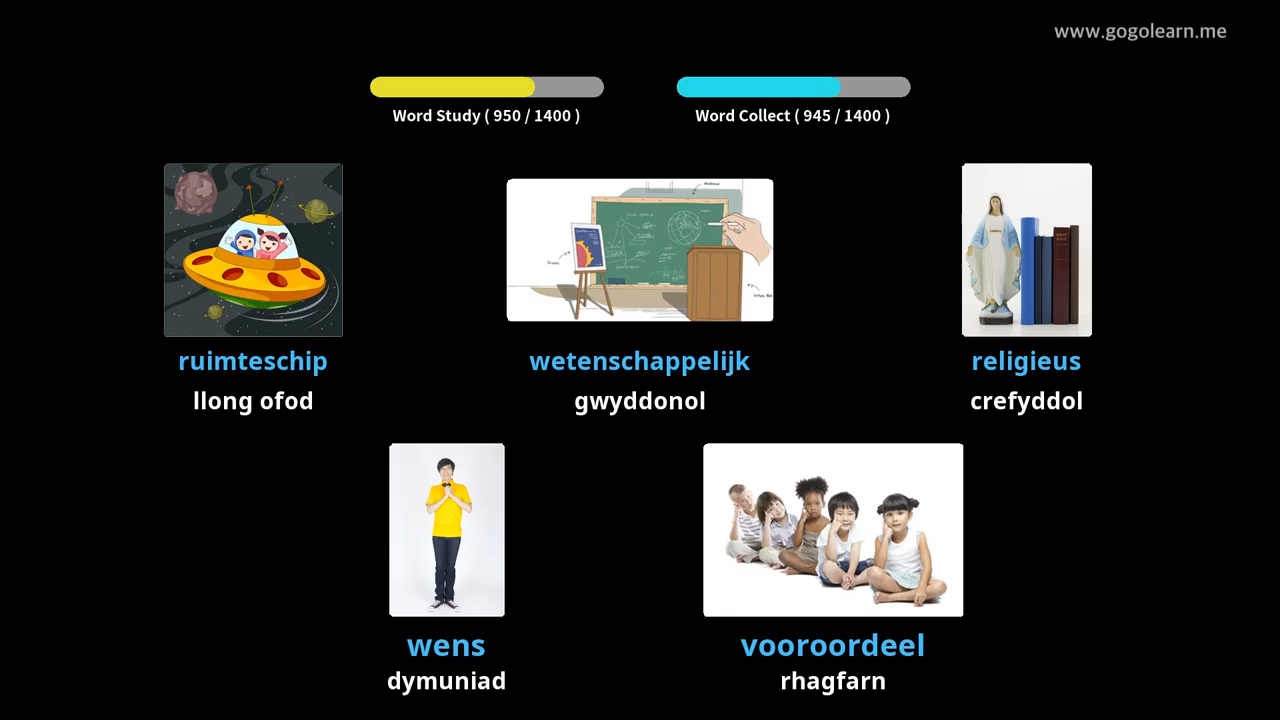 www.gogolearn.me
Word Study ( 950 / 1400 )
Word Collect ( 945 / 1400 )
ruimteschip
wetenschappelijk
religieus
llong ofod
gwyddonol
crefyddol
wens
vooroordeel
dymuniad
rhagfarn